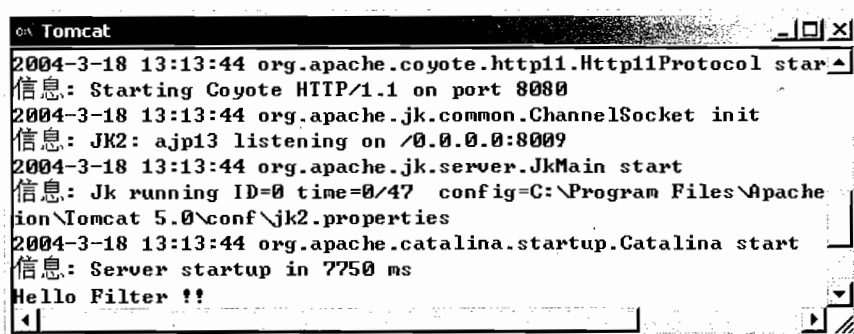 Tomcat
2004-3-18 13:13:44 org.apache.coyote.http11.Http11Protocol star
信息: Starting Coyote HTTP/1.1 on port 8080
2004-3-18 13:13:44 org.apache.jk.common.ChannelSocket init
信息: JK2: ajp13 listening on /0.0.0.0:8009
2004-3-18 13:13:44 org.apache.jk.server.JkMain start
信息: Jk running ID=0 time=0/47  config=C:\Program Files\Apache
ion\Tomcat 5.0\conf\jk2.properties
2004-3-18 13:13:44 org.apache.catalina.startup.Catalina start
信息: Server startup in 7750 ms
Hello Filter !!